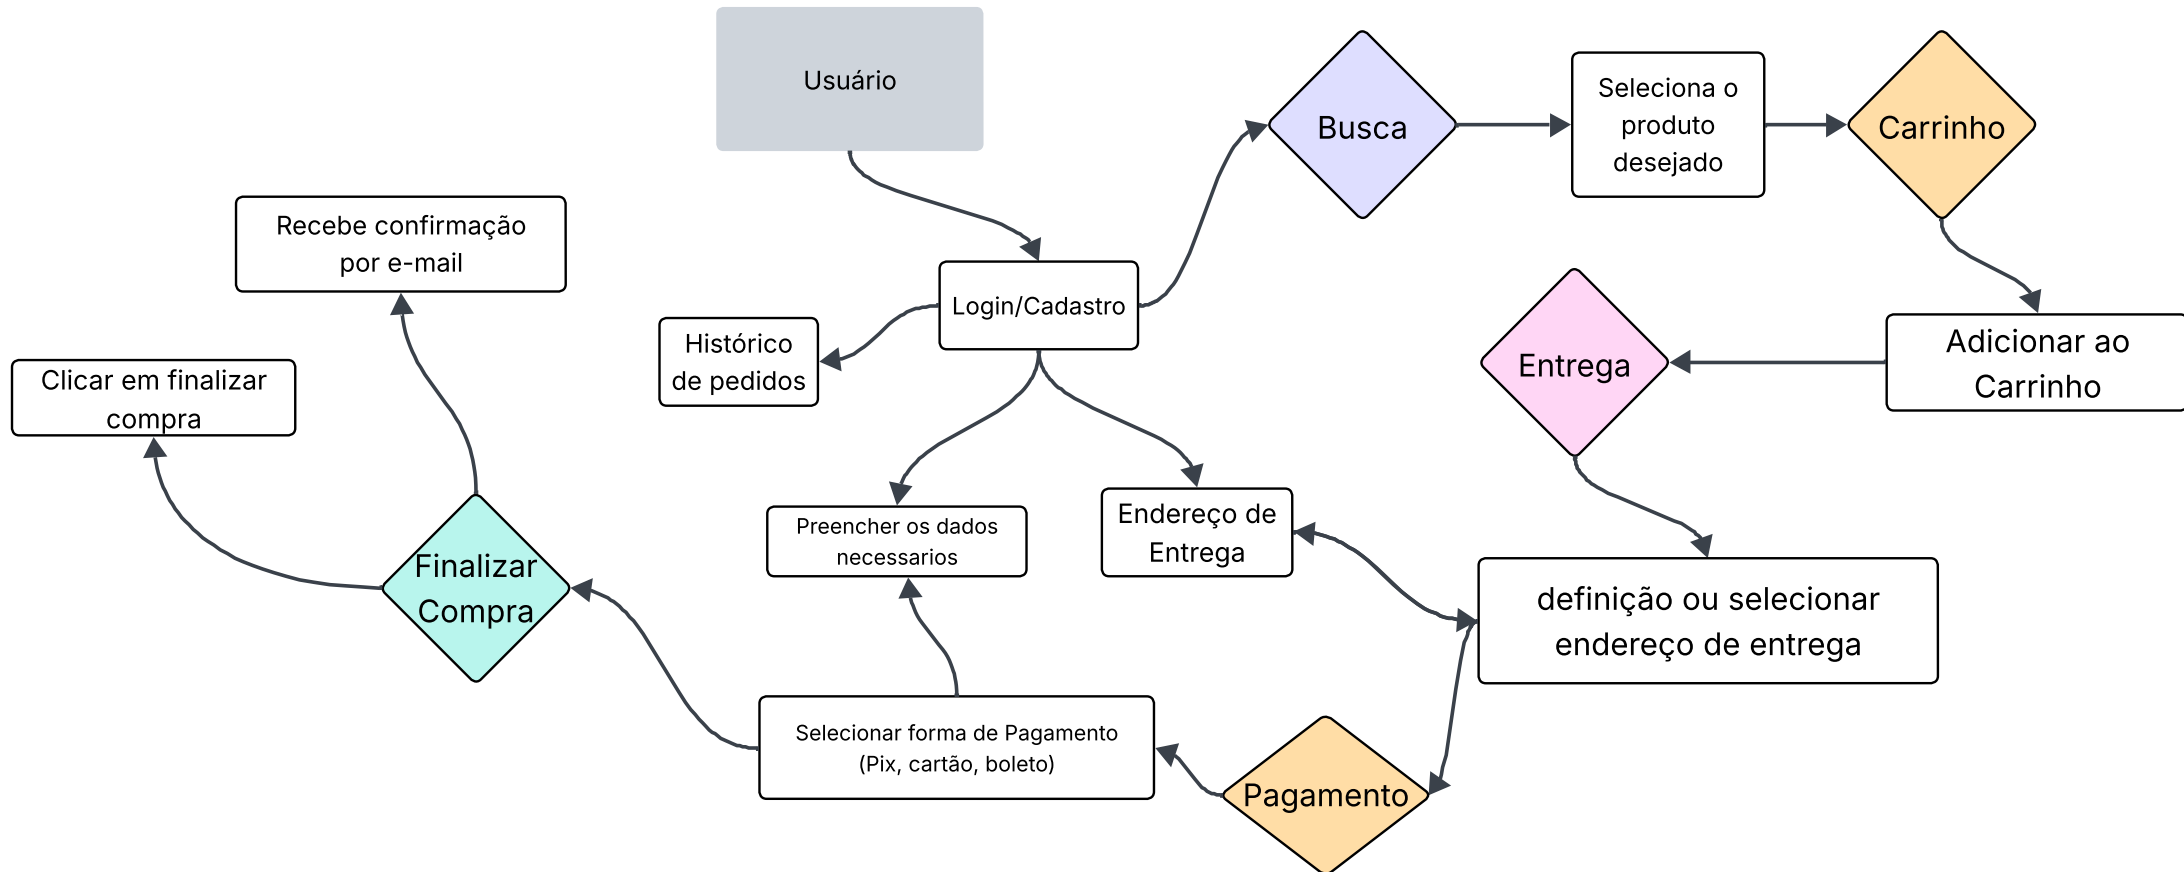 Usuário
Busca
Seleciona o
produto
desejado
Carrinho
Recebe confirmação
por e-mail
Login/Cadastro
Histórico
de pedidos
Entrega
Adicionar ao
Carrinho
Clicar em finalizar
compra
Preencher os dados
necessarios
Endereço de
Entrega
Finalizar
Compra
definição ou selecionar
endereço de entrega
Selecionar forma de Pagamento
(Pix, cartão, boleto)
Pagamento